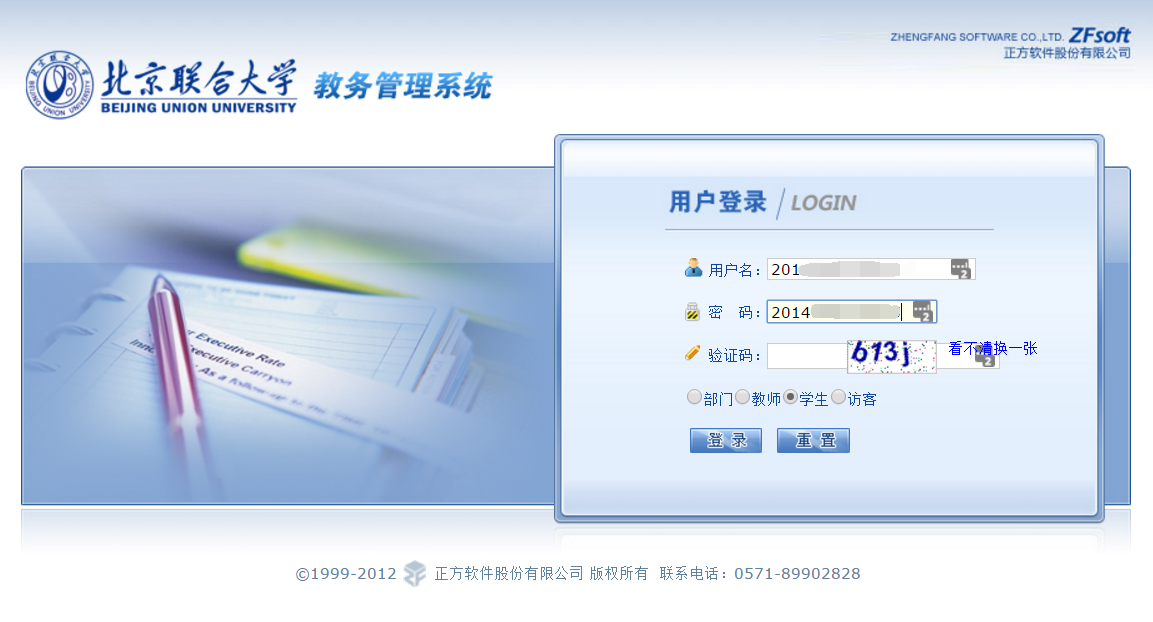 ZHENGFANG SOFTWARE CO.,LTD. ZFsoft
正方软件股份有限公司
北京联合大学 教务管理系统
BEIJING UNION UNIVERSITY
用户登录 / LOGIN
用户名： 201
密 码： 2014
验证码： 613j 看不清换一张
部门 教师 学生 访客
登录 重置
Executive Rate
Executive Carryon
As a follow up to the
©1999-2012 正方软件股份有限公司 版权所有 联系电话：0571-89902828